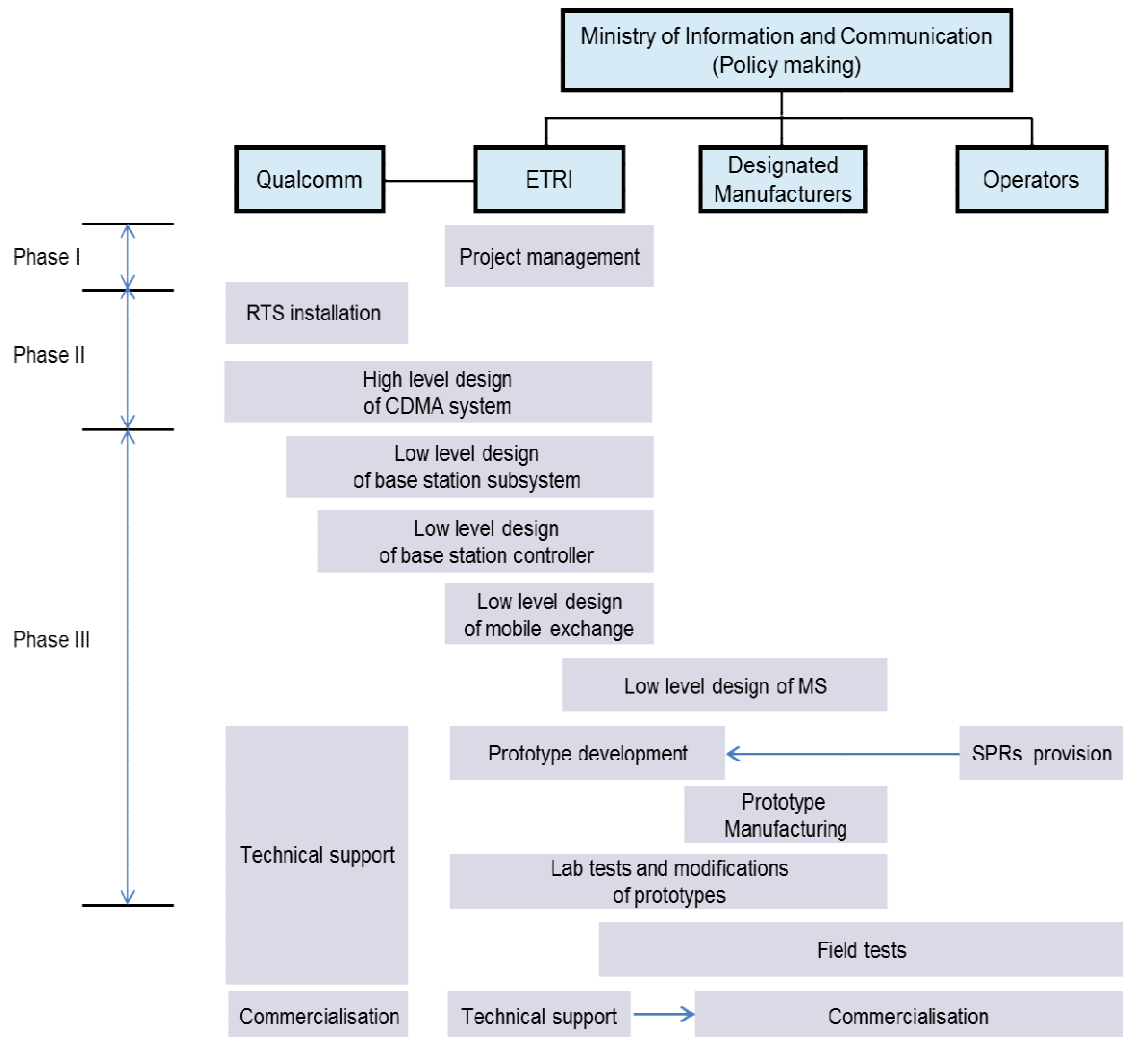 Ministry of Information and Communication
(Policy making)
Qualcomm
ETRI
Designated
Manufacturers
Operators
Phase I
Project management
RTS installation
Phase II
High level design
of CDMA system
Low level design
of base station subsystem
Low level design
of base station controller
Low level design
of mobile exchange
Phase III
Low level design of MS
Prototype development
SPRs provision
Prototype
Manufacturing
Technical support
Lab tests and modifications
of prototypes
Field tests
Commercialisation
Technical support
Commercialisation